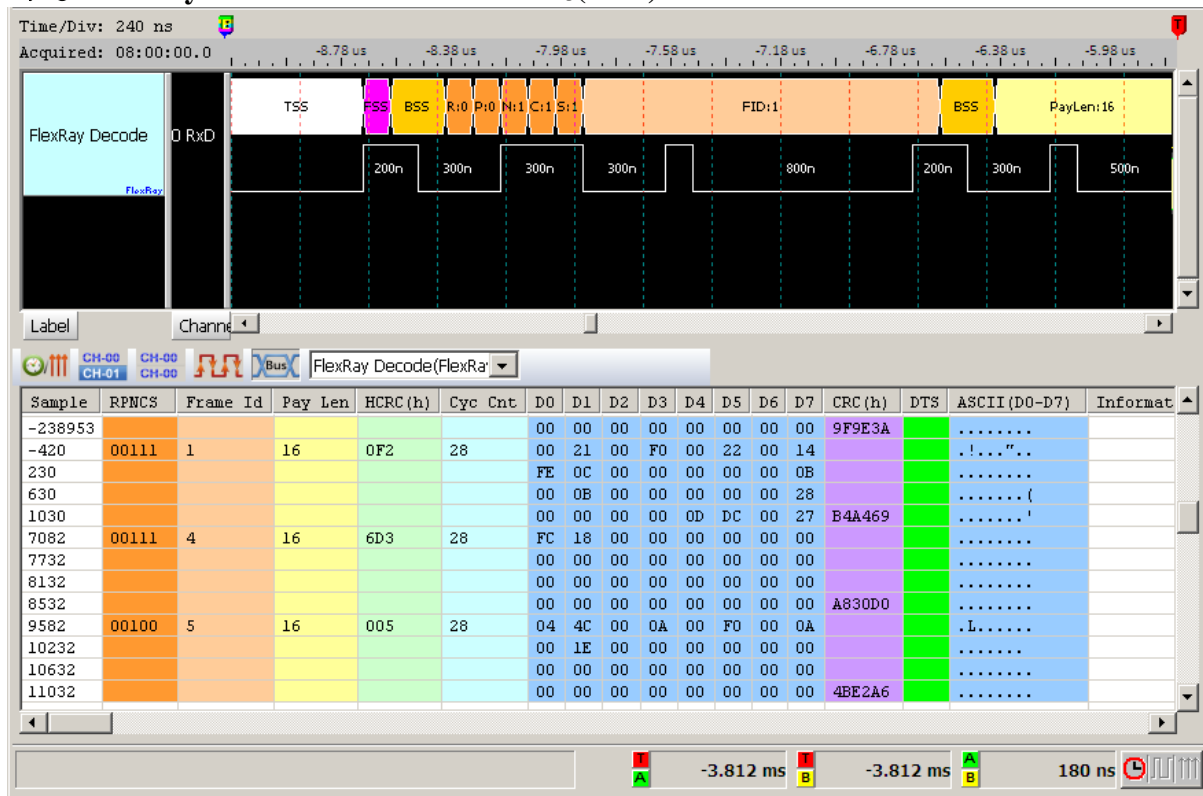 Time/Div: 240 ns
B
T
Acquired: 08:00:00.0
-8.78 us -8.38 us -7.98 us -7.58 us -7.18 us -6.78 us -6.38 us -5.98 us
TSS FSS BSS R:0 P:0 N:1 C:1 S:1 FID:1 BSS PayLen:16
FlexRay Decode
0 RxD
200n 300n 300n 300n 800n 200n 300n 500n
FlexRay
Label Channe
CH-00 CH-00
CH-01 CH-00
Bus
FlexRay Decode(FlexRa
Sample RPNCS Frame Id Pay Len HCRC(h) Cyc Cnt D0 D1 D2 D3 D4 D5 D6 D7 CRC(h) DTS ASCII(D0-D7) Informat
-238953 00 00 00 00 00 00 00 00 9F9E3A ........
-420 00111 1 16 0F2 28 00 21 00 F0 00 22 00 14 .!...”..
230 FE 0C 00 00 00 00 00 0B ........
630 00 0B 00 00 00 00 00 28 .......(
1030 00 00 00 00 0D DC 00 27 B4A469 .......'
7082 00111 4 16 6D3 28 FC 18 00 00 00 00 00 00 ........
7732 00 00 00 00 00 00 00 00 ........
8132 00 00 00 00 00 00 00 00 ........
8532 00 00 00 00 00 00 00 00 A830D0 ........
9582 00100 5 16 005 28 04 4C 00 0A 00 F0 00 0A .L......
10232 00 1E 00 00 00 00 00 00 .......
10632 00 00 00 00 00 00 00 00 ........
11032 00 00 00 00 00 00 00 00 4BE2A6 ........
T
A
-3.812 ms
T
B
-3.812 ms
A
B
180 ns